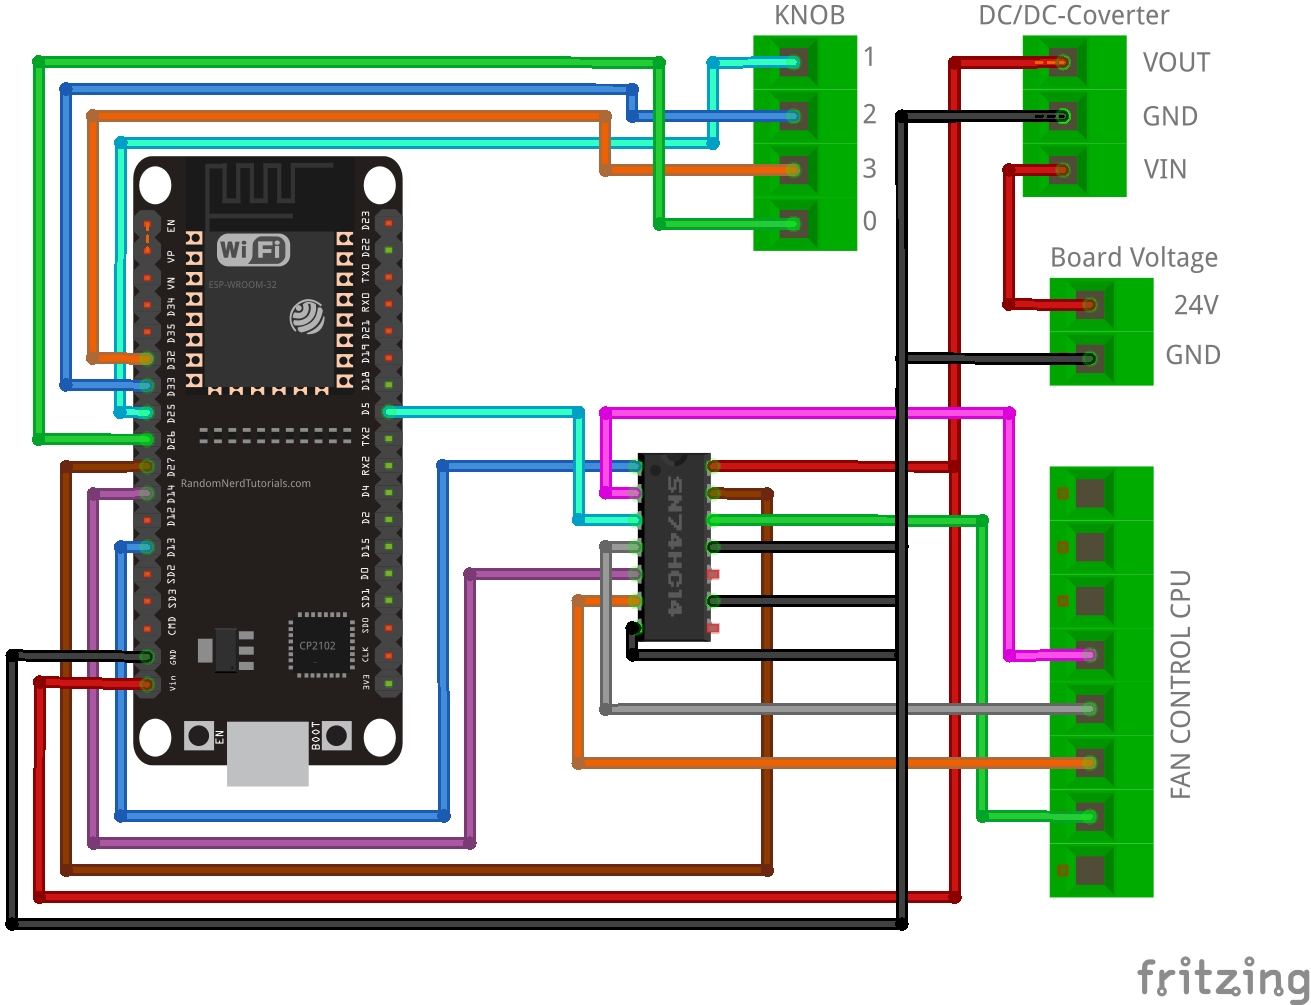 KNOB
1
2
3
0
DC/DC-Coverter
VOUT
GND
VIN
Board Voltage
24V
GND
FAN CONTROL CPU
WiFi
ESP-WROOM-32
EN
VP
VN
D34
D35
D32
D33
D25
D26
D27
D14
D12
D13
SD2
SD3
CMD
GND
Vin
D23
D22
TX0
RX0
D21
D19
D18
D5
TX2
RX2
D4
D2
D15
D0
SD1
SD0
CLK
3V3
RandomNerdTutorials.com
CP2102
EN
BOOT
SN74HC14
fritzing